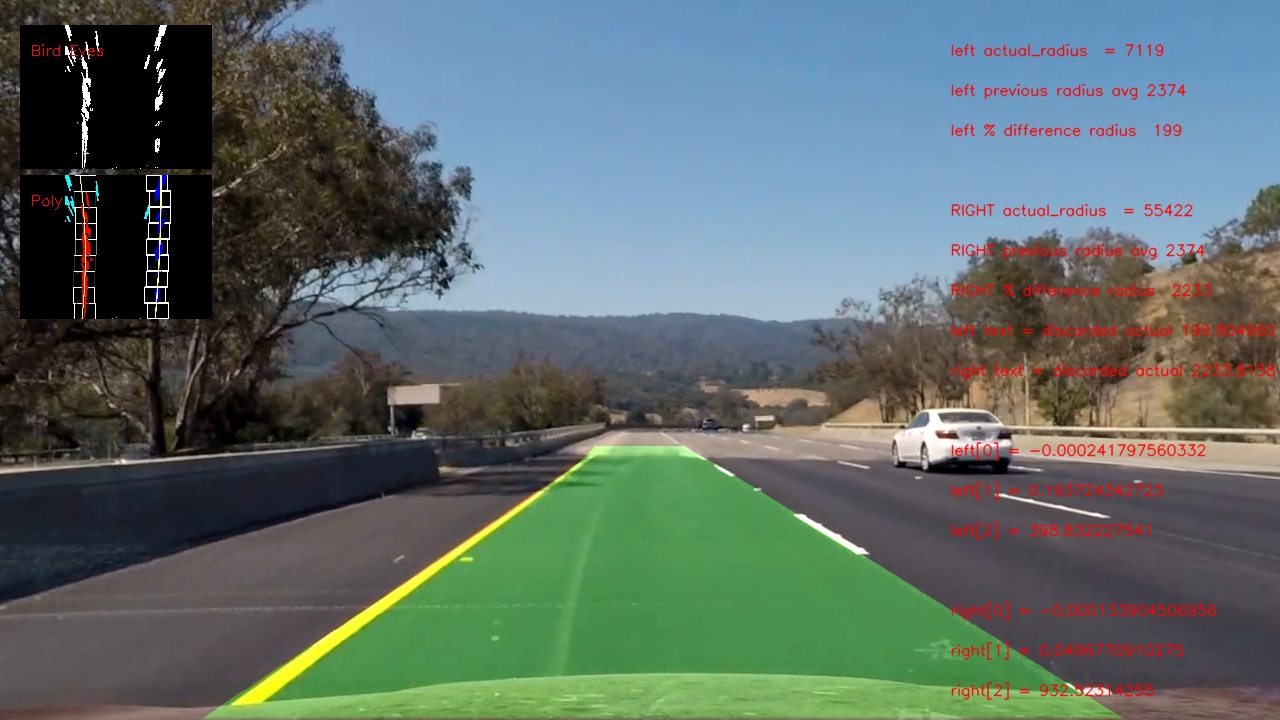 Bird Eyes
Poly
left actual_radius = 7119
left previous radius avg 2374
left % difference radius 199
RIGHT actual_radius = 55422
RIGHT previous radius avg 2374
RIGHT % difference radius 2233
left text = discarded actual 199.804960
right text = discarded actual 2233.8158
left[0] = -0.000241797560332
left[1] = 0.193724342723
left[2] = 398.832227541
right[0] = -0.000133904506956
right[1] = 0.0496770910275
right[2] = 932.52314255